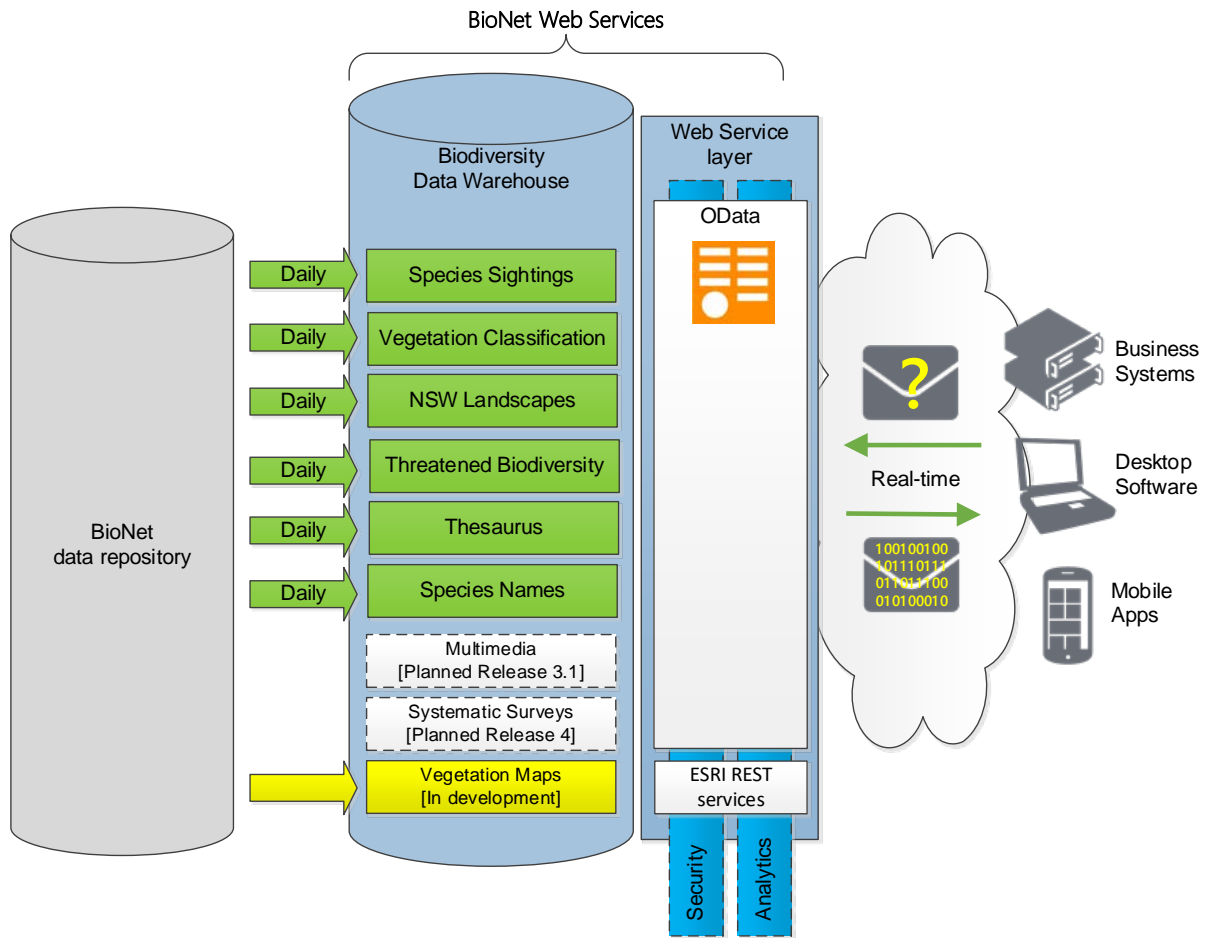 BioNet Web Services
Biodiversity
Data Warehouse
Web Service
layer
OData
BioNet
data repository
Daily
Species Sightings
Daily
Vegetation Classification
Daily
NSW Landscapes
Daily
Threatened Biodiversity
Daily
Thesaurus
Daily
Species Names
Multimedia
[Planned Release 3.1]
Systematic Surveys
[Planned Release 4]
Vegetation Maps
[In development]
ESRI REST
services
Security
Analytics
?
Real-time
100100100
101110111
011011100
010100010
Business
Systems
Desktop
Software
Mobile
Apps